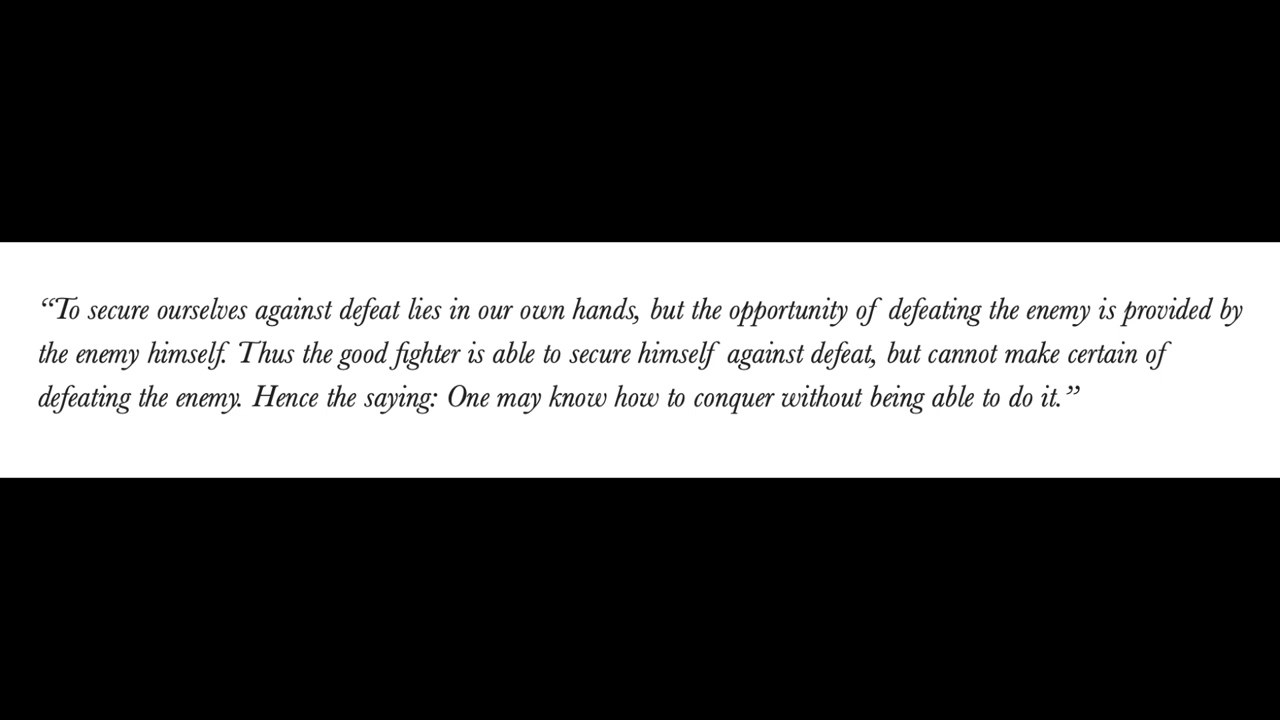 “To secure ourselves against defeat lies in our own hands, but the opportunity of defeating the enemy is provided by
the enemy himself. Thus the good fighter is able to secure himself against defeat, but cannot make certain of
defeating the enemy. Hence the saying: One may know how to conquer without being able to do it.”